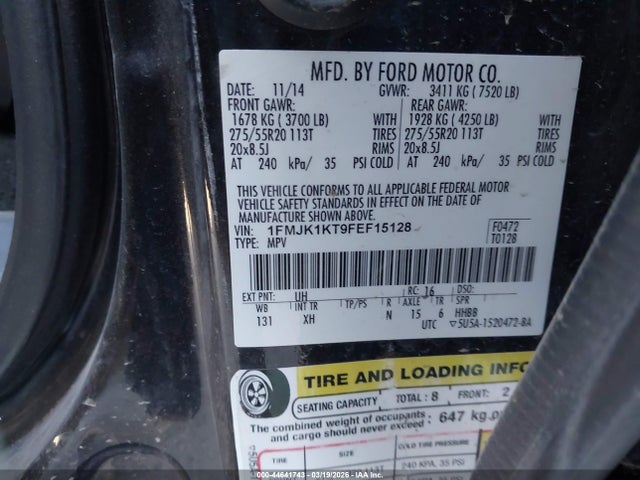 MFD. BY FORD MOTOR CO.
DATE: 11/14 GVWR: 3411 KG ( 7520 LB)
FRONT GAWR: REAR GAWR:
1678 KG ( 3700 LB) WITH 1928 KG ( 4250 LB) WITH
275/55R20 113T TIRES 275/55R20 113T TIRES
20x8.5J RIMS 20x8.5J RIMS
AT 240 kPa/ 35 PSI COLD AT 240 kPa/ 35 PSI COLD
THIS VEHICLE CONFORMS TO ALL APPLICABLE FEDERAL MOTOR
VEHICLE SAFETY STANDARDS IN EFFECT ON THE DATE OF
MANUFACTURE SHOWN ABOVE.
VIN: 1FMJK1KT9FEF15128 F0472
TYPE: MPV T0128
EXT PNT: UH RC: 16 DSO:
WB INT TR TP/PS R AXLE TR SPR
131 XH N 15 6 HHBB
UTC ▽5U5A-1520472-BA
TIRE AND LOADING INFO
SEATING CAPACITY TOTAL : 8 FRONT: 2
The combined weight of occupants
and cargo should never exceed : 647 kg.
TIRE SIZE COLD TIRE PRESSURE
240 KPA, 35 PSI
--- © --44641743 -- 03/19/2026 -- IAAI.COM ---